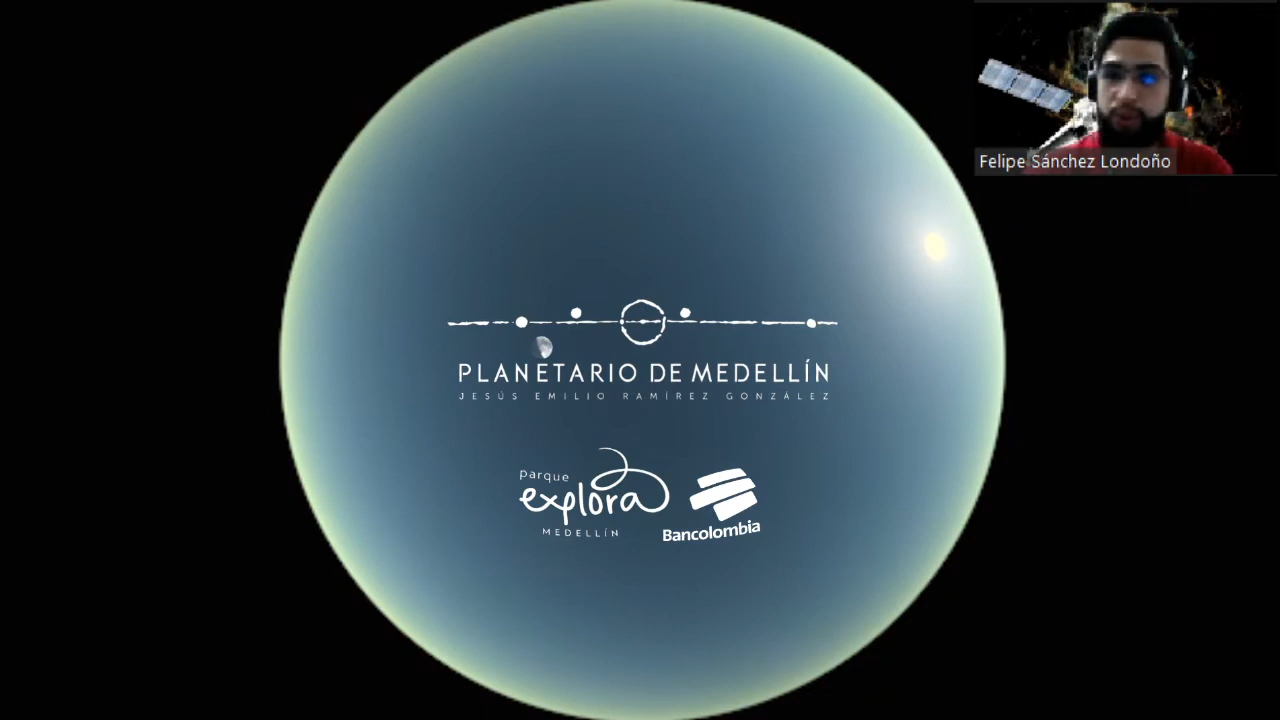 Felipe Sánchez Londoño
PLANETARIO DE MEDELLÍN
JESÚS EMILIO RAMÍREZ GONZÁLEZ
parque
explora
MEDELLÍN
Bancolombia